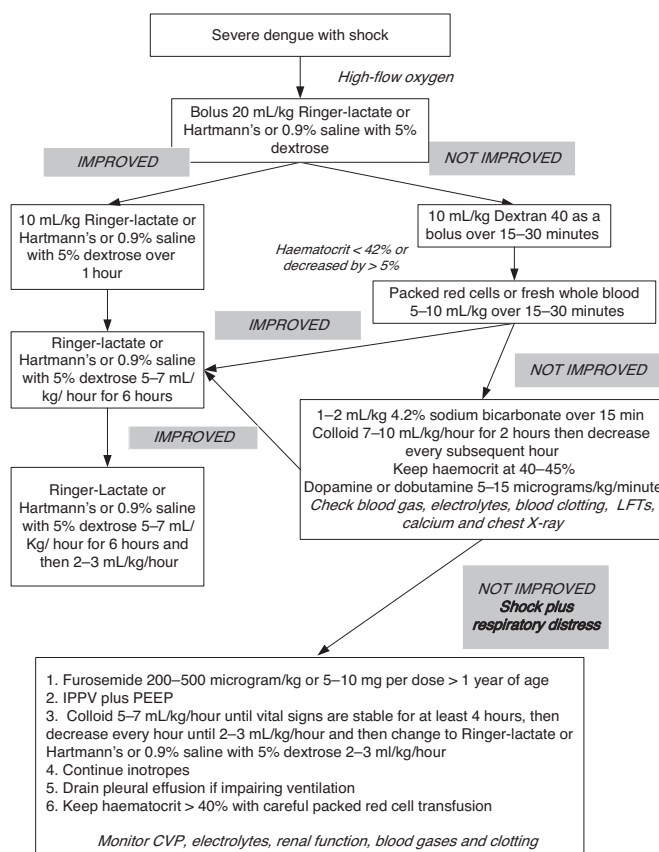 Severe dengue with shock
High-flow oxygen
Bolus 20 mL/kg Ringer-lactate or
Hartmann's or 0.9% saline with 5%
dextrose
IMPROVED
NOT IMPROVED
10 mL/kg Ringer-lactate or
Hartmann's or 0.9% saline
with 5% dextrose over
1 hour
10 mL/kg Dextran 40 as a
bolus over 15–30 minutes
Haematocrit < 42% or
decreased by > 5%
Packed red cells or fresh whole blood
5–10 mL/kg over 15–30 minutes
IMPROVED
Ringer-lactate or
Hartmann's or 0.9% saline
with 5% dextrose 5–7 mL/
kg/ hour for 6 hours
NOT IMPROVED
1–2 mL/kg 4.2% sodium bicarbonate over 15 min
Colloid 7–10 mL/kg/hour for 2 hours then decrease
every subsequent hour
Keep haemocrit at 40–45%
Dopamine or dobutamine 5–15 micrograms/kg/minute
Check blood gas, electrolytes, blood clotting, LFTs,
calcium and chest X-ray
IMPROVED
Ringer-Lactate or
Hartmann's or 0.9% saline
with 5% dextrose 5–7 mL/
Kg/ hour for 6 hours and
then 2–3 mL/kg/hour
NOT IMPROVED
Shock plus
respiratory distress
1. Furosemide 200–500 microgram/kg or 5–10 mg per dose > 1 year of age
2. IPPV plus PEEP
3. Colloid 5–7 mL/kg/hour until vital signs are stable for at least 4 hours, then
decrease every hour until 2–3 mL/kg/hour and then change to Ringer-lactate or
Hartmann's or 0.9% saline with 5% dextrose 2–3 ml/kg/hour
4. Continue inotropes
5. Drain pleural effusion if impairing ventilation
6. Keep haematocrit > 40% with careful packed red cell transfusion
Monitor CVP, electrolytes, renal function, blood gases and clotting